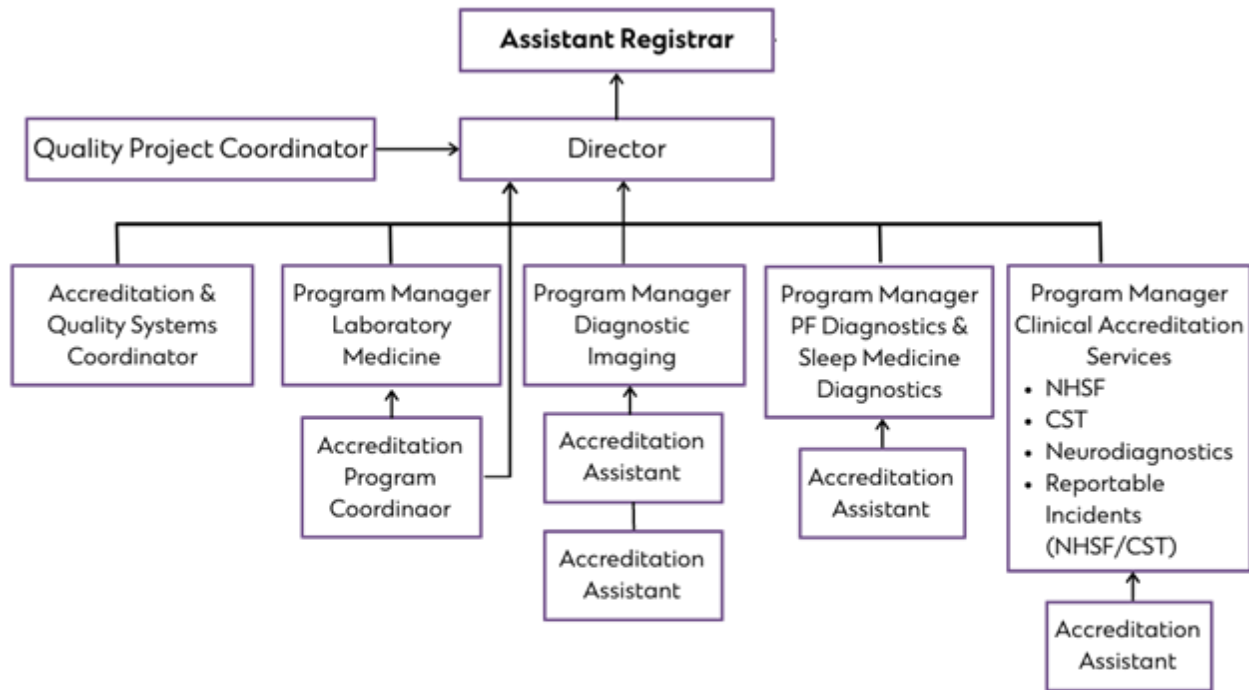 Assistant Registrar
Quality Project Coordinator
Director
Accreditation &
Quality Systems
Coordinator
Program Manager
Laboratory
Medicine
Program Manager
Diagnostic
Imaging
Program Manager
PF Diagnostics &
Sleep Medicine
Diagnostics
Program Manager
Clinical Accreditation
Services
• NHSF
• CST
• Neurodiagnostics
• Reportable
Incidents
(NHSF/CST)
Accreditation
Program
Coordinaor
Accreditation
Assistant
Accreditation
Assistant
Accreditation
Assistant
Accreditation
Assistant